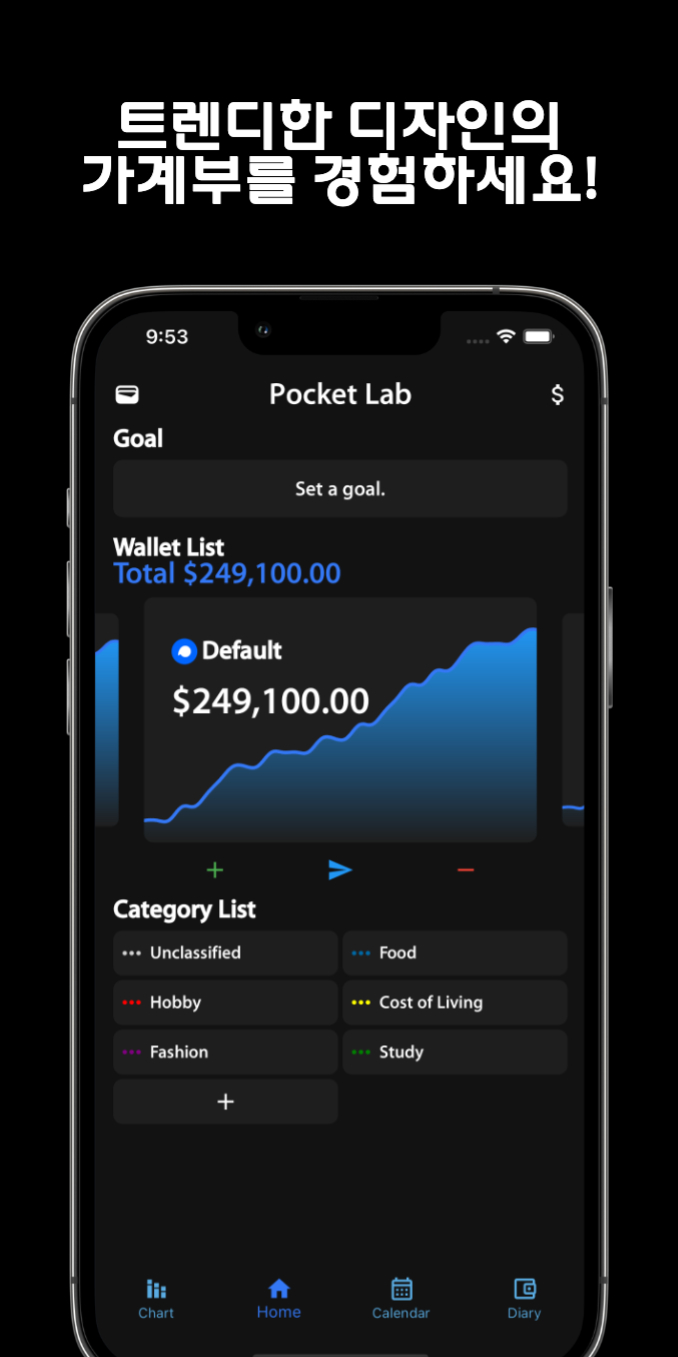 트렌디한 디자인의
가계부를 경험하세요!
9:53
Pocket Lab
$
Goal
Set a goal.
Wallet List
Total $249,100.00
Default
$249,100.00
Category List
Unclassified
Food
Hobby
Cost of Living
Fashion
Study
Chart
Home
Calendar
Diary